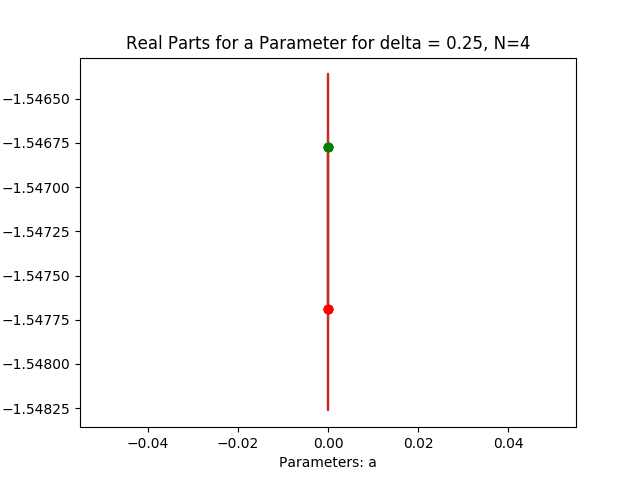 Real Parts for a Parameter for delta = 0.25, N=4
−1.54650
−1.54675
−1.54700
−1.54725
−1.54750
−1.54775
−1.54800
−1.54825
−0.04 −0.02 0.00 0.02 0.04
Parameters: a